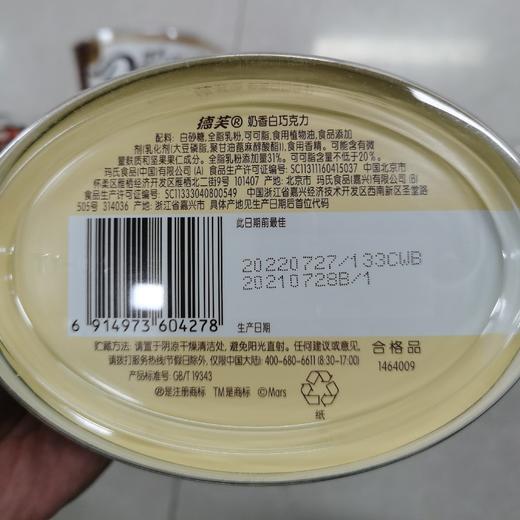 德芙® 奶香白巧克力
配料: 白砂糖, 全脂乳粉, 可可脂, 食用植物油, 食品添加
剂(乳化剂(大豆磷脂, 聚甘油蓖麻醇酸酯)), 食用香精。可能含有微
量麸质和坚果果仁成分。全脂乳粉添加量31%。可可脂含量不低于20%。
食品生产许可证编号: SC11311160415037 中国北京市
怀柔区雁栖经济开发区雁栖北二街9号 101407 产地: 北京市 玛氏食品(嘉兴)有限公司 (B)
食品生产许可证编号: SC11333040800549 中国浙江省嘉兴经济技术开发区西南新区圣堂路
505号 314036 产地: 浙江省嘉兴市 具体产地见生产日期后首位代码
此日期前最佳
20220727/133CWB
20210728B/1
6 914973 604278
生产日期
贮藏方法: 请置于阴凉干燥清洁处, 避免阳光直射。任何建议或意见,
请拨打服务热线(节假日除外, 仅限中国大陆): 400-680-6611 (8:30-17:00)
合格品
1464009
产品标准号: GB/T 19343
®是注册商标 TM是商标 ©Mars
纸